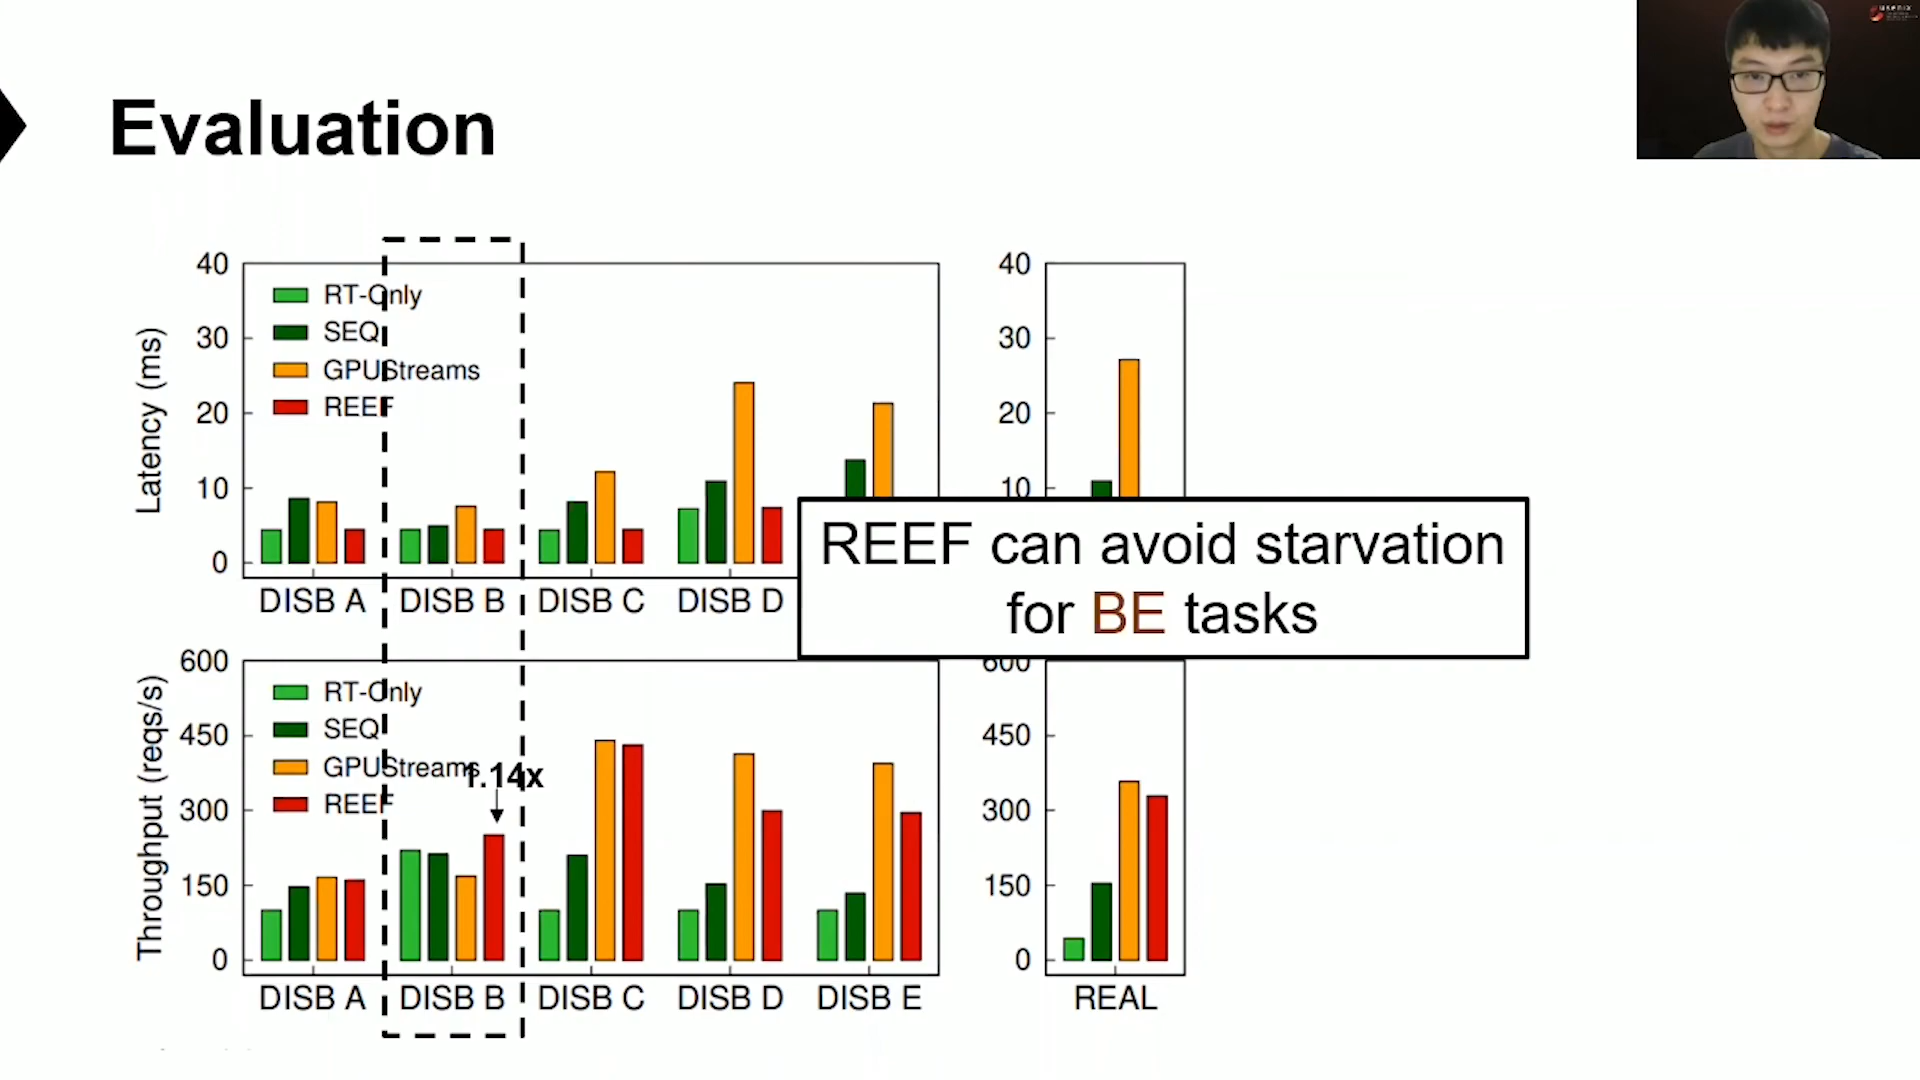 usenix
Evaluation
40
30
20
10
0
Latency (ms)
RT-Only
SEQ
GPUStreams
REEF
DISB A
DISB B
DISB C
DISB D
40
30
20
10
REEF can avoid starvation
for BE tasks
600
450
300
150
0
Throughput (reqs/s)
RT-Only
SEQ
GPUStreams
REEF
1.14x
DISB A
DISB B
DISB C
DISB D
DISB E
600
450
300
150
0
REAL